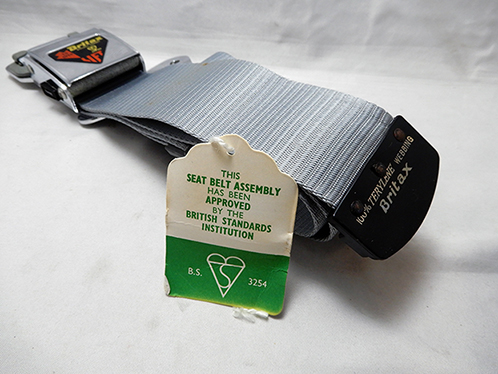 Britax
THIS
SEAT BELT ASSEMBLY
HAS BEEN
APPROVED
BY THE
BRITISH STANDARDS
INSTITUTION
B.S. 3254
100% TERYLENE WEBBING
Britax